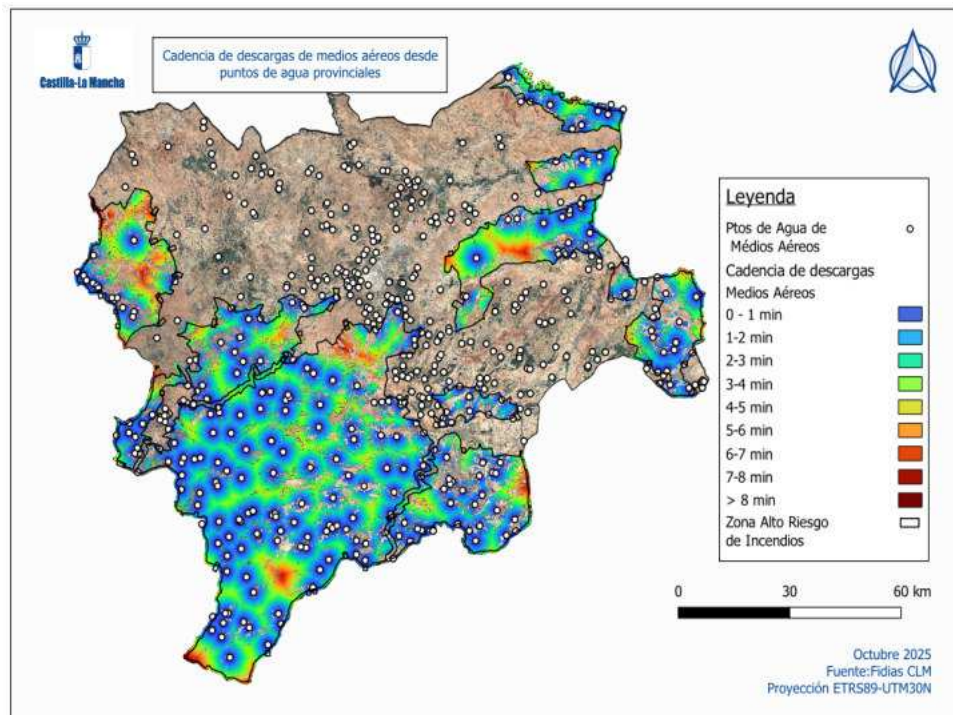 Castilla-La Mancha
Cadencia de descargas de medios aéreos desde
puntos de agua provinciales
Leyenda
Ptos de Agua de
Médios Aéreos
Cadencia de descargas
Medios Aéreos
0 - 1 min
1-2 min
2-3 min
3-4 min
4-5 min
5-6 min
6-7 min
7-8 min
> 8 min
Zona Alto Riesgo
de Incendios
0 30 60 km
Octubre 2025
Fuente:Fidias CLM
Proyección ETRS89-UTM30N